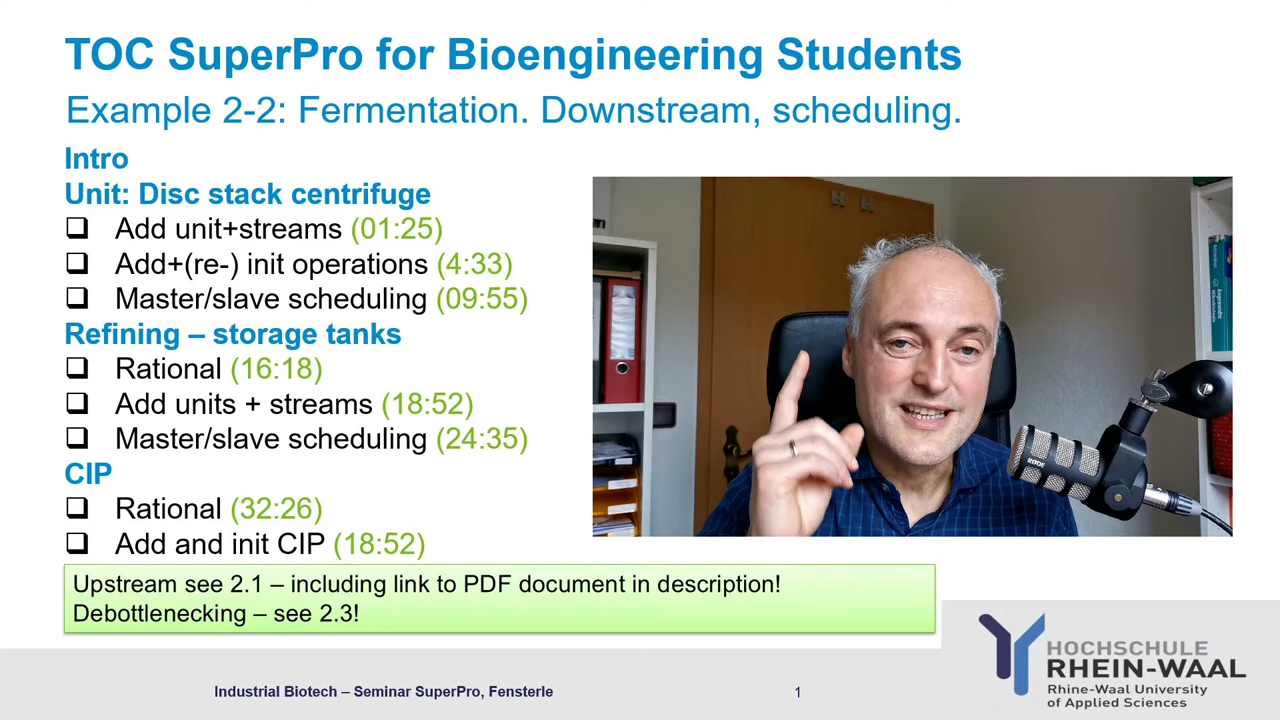 TOC SuperPro for Bioengineering Students
Example 2-2: Fermentation. Downstream, scheduling.
Intro
Unit: Disc stack centrifuge
❑ Add unit+streams (01:25)
❑ Add+(re-) init operations (4:33)
❑ Master/slave scheduling (09:55)
Refining – storage tanks
❑ Rational (16:18)
❑ Add units + streams (18:52)
❑ Master/slave scheduling (24:35)
CIP
❑ Rational (32:26)
❑ Add and init CIP (18:52)
Upstream see 2.1 – including link to PDF document in description!
Debottlenecking – see 2.3!
RØDE
HOCHSCHULE
RHEIN-WAAL
Rhine-Waal University
of Applied Sciences
Industrial Biotech – Seminar SuperPro, Fensterle
1